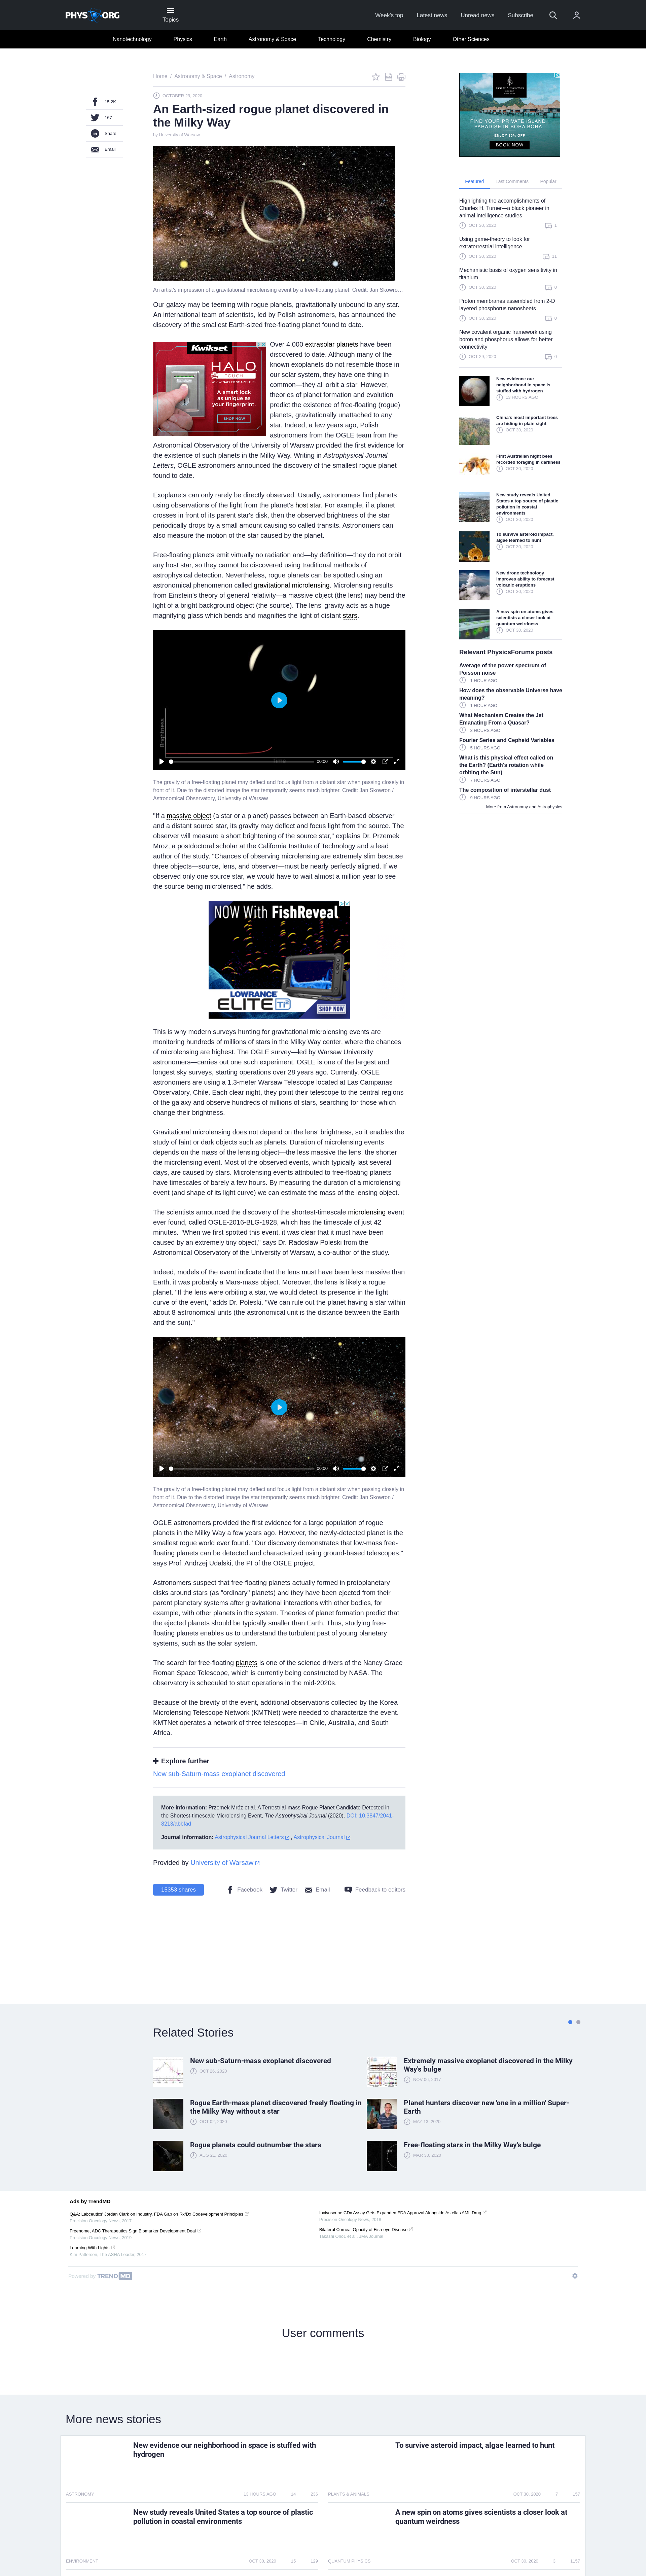 PHYS ORG
Topics
Week's top
Latest news
Unread news
Subscribe
Nanotechnology
Physics
Earth
Astronomy & Space
Technology
Chemistry
Biology
Other Sciences
15.2K
167
Share
Email
Home / Astronomy & Space / Astronomy
OCTOBER 29, 2020
An Earth-sized rogue planet discovered in
the Milky Way
by University of Warsaw
An artist's impression of a gravitational microlensing event by a free-floating planet. Credit: Jan Skowro...
Our galaxy may be teeming with rogue planets, gravitationally unbound to any star.
An international team of scientists, led by Polish astronomers, has announced the
discovery of the smallest Earth-sized free-floating planet found to date.
Kwikset
HALO
TOUCH
A smart lock
as unique as
your fingerprint.
SHOP NOW
Over 4,000 extrasolar planets have been
discovered to date. Although many of the
known exoplanets do not resemble those in
our solar system, they have one thing in
common—they all orbit a star. However,
theories of planet formation and evolution
predict the existence of free-floating (rogue)
planets, gravitationally unattached to any
star. Indeed, a few years ago, Polish
astronomers from the OGLE team from the
Astronomical Observatory of the University of Warsaw provided the first evidence for
the existence of such planets in the Milky Way. Writing in Astrophysical Journal
Letters, OGLE astronomers announced the discovery of the smallest rogue planet
found to date.
Exoplanets can only rarely be directly observed. Usually, astronomers find planets
using observations of the light from the planet's host star. For example, if a planet
crosses in front of its parent star's disk, then the observed brightness of the star
periodically drops by a small amount causing so called transits. Astronomers can
also measure the motion of the star caused by the planet.
Free-floating planets emit virtually no radiation and—by definition—they do not orbit
any host star, so they cannot be discovered using traditional methods of
astrophysical detection. Nevertheless, rogue planets can be spotted using an
astronomical phenomenon called gravitational microlensing. Microlensing results
from Einstein's theory of general relativity—a massive object (the lens) may bend the
light of a bright background object (the source). The lens' gravity acts as a huge
magnifying glass which bends and magnifies the light of distant stars.
Brightness
00:00
The gravity of a free-floating planet may deflect and focus light from a distant star when passing closely in
front of it. Due to the distorted image the star temporarily seems much brighter. Credit: Jan Skowron /
Astronomical Observatory, University of Warsaw
"If a massive object (a star or a planet) passes between an Earth-based observer
and a distant source star, its gravity may deflect and focus light from the source. The
observer will measure a short brightening of the source star," explains Dr. Przemek
Mroz, a postdoctoral scholar at the California Institute of Technology and a lead
author of the study. "Chances of observing microlensing are extremely slim because
three objects—source, lens, and observer—must be nearly perfectly aligned. If we
observed only one source star, we would have to wait almost a million year to see
the source being microlensed," he adds.
NOW WITH FishReveal
LOWRANCE
ELITE Ti2
SHOP NOW
This is why modern surveys hunting for gravitational microlensing events are
monitoring hundreds of millions of stars in the Milky Way center, where the chances
of microlensing are highest. The OGLE survey—led by Warsaw University
astronomers—carries out one such experiment. OGLE is one of the largest and
longest sky surveys, starting operations over 28 years ago. Currently, OGLE
astronomers are using a 1.3-meter Warsaw Telescope located at Las Campanas
Observatory, Chile. Each clear night, they point their telescope to the central regions
of the galaxy and observe hundreds of millions of stars, searching for those which
change their brightness.
Gravitational microlensing does not depend on the lens' brightness, so it enables the
study of faint or dark objects such as planets. Duration of microlensing events
depends on the mass of the lensing object—the less massive the lens, the shorter
the microlensing event. Most of the observed events, which typically last several
days, are caused by stars. Microlensing events attributed to free-floating planets
have timescales of barely a few hours. By measuring the duration of a microlensing
event (and shape of its light curve) we can estimate the mass of the lensing object.
The scientists announced the discovery of the shortest-timescale microlensing event
ever found, called OGLE-2016-BLG-1928, which has the timescale of just 42
minutes. "When we first spotted this event, it was clear that it must have been
caused by an extremely tiny object," says Dr. Radoslaw Poleski from the
Astronomical Observatory of the University of Warsaw, a co-author of the study.
Indeed, models of the event indicate that the lens must have been less massive than
Earth, it was probably a Mars-mass object. Moreover, the lens is likely a rogue
planet. "If the lens were orbiting a star, we would detect its presence in the light
curve of the event," adds Dr. Poleski. "We can rule out the planet having a star within
about 8 astronomical units (the astronomical unit is the distance between the Earth
and the sun)."
00:00
The gravity of a free-floating planet may deflect and focus light from a distant star when passing closely in
front of it. Due to the distorted image the star temporarily seems much brighter. Credit: Jan Skowron /
Astronomical Observatory, University of Warsaw
OGLE astronomers provided the first evidence for a large population of rogue
planets in the Milky Way a few years ago. However, the newly-detected planet is the
smallest rogue world ever found. "Our discovery demonstrates that low-mass free-
floating planets can be detected and characterized using ground-based telescopes,"
says Prof. Andrzej Udalski, the PI of the OGLE project.
Astronomers suspect that free-floating planets actually formed in protoplanetary
disks around stars (as "ordinary" planets) and they have been ejected from their
parent planetary systems after gravitational interactions with other bodies, for
example, with other planets in the system. Theories of planet formation predict that
the ejected planets should be typically smaller than Earth. Thus, studying free-
floating planets enables us to understand the turbulent past of young planetary
systems, such as the solar system.
The search for free-floating planets is one of the science drivers of the Nancy Grace
Roman Space Telescope, which is currently being constructed by NASA. The
observatory is scheduled to start operations in the mid-2020s.
Because of the brevity of the event, additional observations collected by the Korea
Microlensing Telescope Network (KMTNet) were needed to characterize the event.
KMTNet operates a network of three telescopes—in Chile, Australia, and South
Africa.
Explore further
New sub-Saturn-mass exoplanet discovered
More information: Przemek Mróz et al. A Terrestrial-mass Rogue Planet Candidate Detected in
the Shortest-timescale Microlensing Event, The Astrophysical Journal (2020). DOI: 10.3847/2041-
8213/abbfad
Journal information: Astrophysical Journal Letters , Astrophysical Journal
Provided by University of Warsaw
15353 shares
Facebook
Twitter
Email
Feedback to editors
FOUR SEASONS
FIND YOUR PRIVATE ISLAND
PARADISE IN BORA BORA
ENJOY 35% OFF
BOOK NOW
Featured
Last Comments
Popular
Highlighting the accomplishments of
Charles H. Turner—a black pioneer in
animal intelligence studies
OCT 30, 2020
1
Using game-theory to look for
extraterrestrial intelligence
OCT 30, 2020
11
Mechanistic basis of oxygen sensitivity in
titanium
OCT 30, 2020
0
Proton membranes assembled from 2-D
layered phosphorus nanosheets
OCT 30, 2020
0
New covalent organic framework using
boron and phosphorus allows for better
connectivity
OCT 29, 2020
0
New evidence our
neighborhood in space is
stuffed with hydrogen
13 HOURS AGO
China's most important trees
are hiding in plain sight
OCT 30, 2020
First Australian night bees
recorded foraging in darkness
OCT 30, 2020
New study reveals United
States a top source of plastic
pollution in coastal
environments
OCT 30, 2020
To survive asteroid impact,
algae learned to hunt
OCT 30, 2020
New drone technology
improves ability to forecast
volcanic eruptions
OCT 30, 2020
A new spin on atoms gives
scientists a closer look at
quantum weirdness
OCT 30, 2020
Relevant PhysicsForums posts
Average of the power spectrum of
Poisson noise
1 HOUR AGO
How does the observable Universe have
meaning?
1 HOUR AGO
What Mechanism Creates the Jet
Emanating From a Quasar?
3 HOURS AGO
Fourier Series and Cepheid Variables
5 HOURS AGO
What is this physical effect called on
the Earth? (Earth's rotation while
orbiting the Sun)
7 HOURS AGO
The composition of interstellar dust
9 HOURS AGO
More from Astronomy and Astrophysics
Related Stories
New sub-Saturn-mass exoplanet discovered
OCT 20, 2020
Extremely massive exoplanet discovered in the Milky
Way's bulge
NOV 08, 2017
Rogue Earth-mass planet discovered freely floating in
the Milky Way without a star
OCT 02, 2020
Planet hunters discover new 'one in a million' Super-
Earth
MAY 12, 2020
Rogue planets could outnumber the stars
AUG 21, 2020
Free-floating stars in the Milky Way's bulge
MAR 30, 2020
Ads by TrendMD
Q&A: Labceutics' Jordan Clark on Industry, FDA Gap on Rx/Dx Codevelopment Principles
Precision Oncology News, 2017
Freenome, ADC Therapeutics Sign Biomarker Development Deal
Precision Oncology News, 2019
Learning With Lights
Kim Patterson, The ASHA Leader, 2017
Invivoscribe CDx Assay Gets Expanded FDA Approval Alongside Astellas AML Drug
Precision Oncology News, 2019
Bilateral Corneal Opacity of Fish-eye Disease
Powered by TREND MD
User comments
More news stories
New evidence our neighborhood in space is stuffed with
hydrogen
ASTRONOMY
13 HOURS AGO
To survive asteroid impact, algae learned to hunt
PLANTS & ANIMALS
OCT 30, 2020
7
New study reveals United States a top source of plastic
pollution in coastal environments
ENVIRONMENT
OCT 30, 2020
A new spin on atoms gives scientists a closer look at
quantum weirdness
QUANTUM PHYSICS
OCT 30, 2020